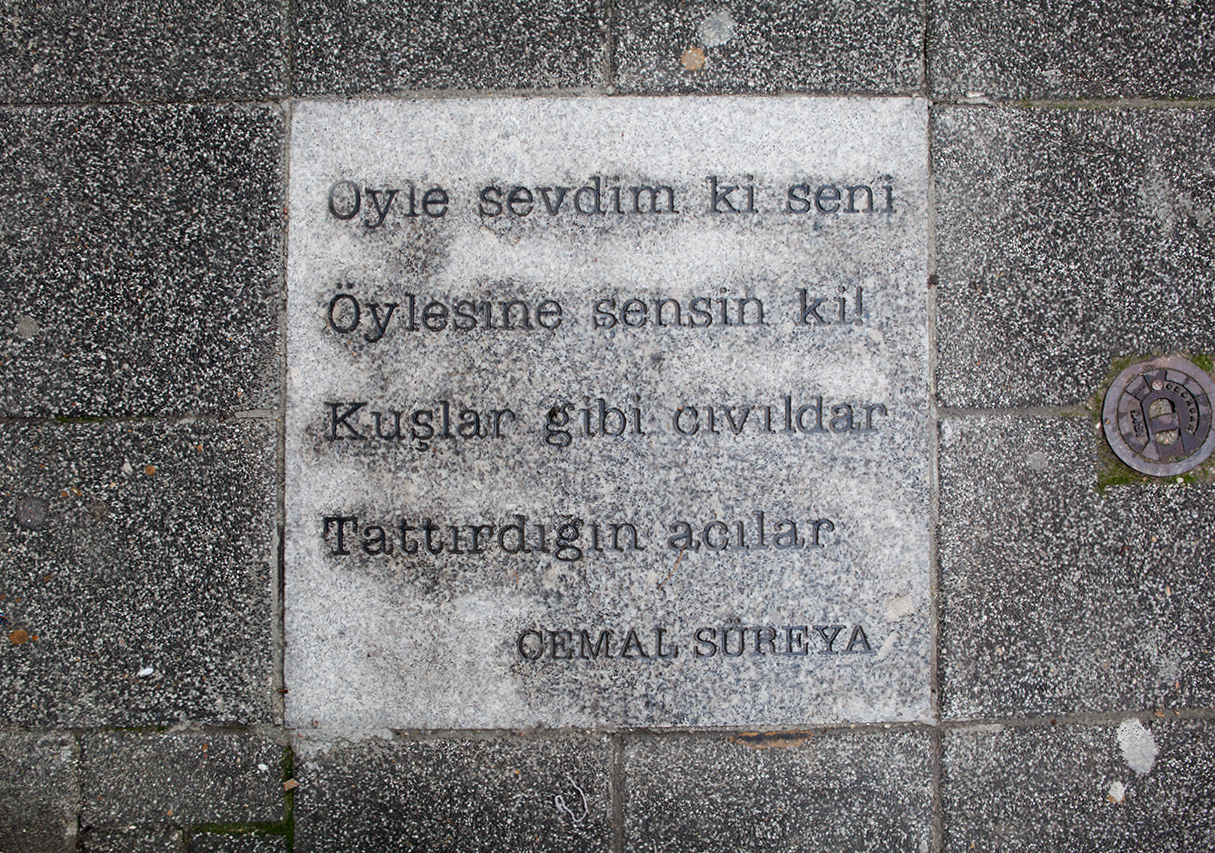 Öyle sevdim ki seni
Öylesine sensin ki!
Kuşlar gibi cıvıldar
Tattırdığın acılar
CEMAL SÜREYA